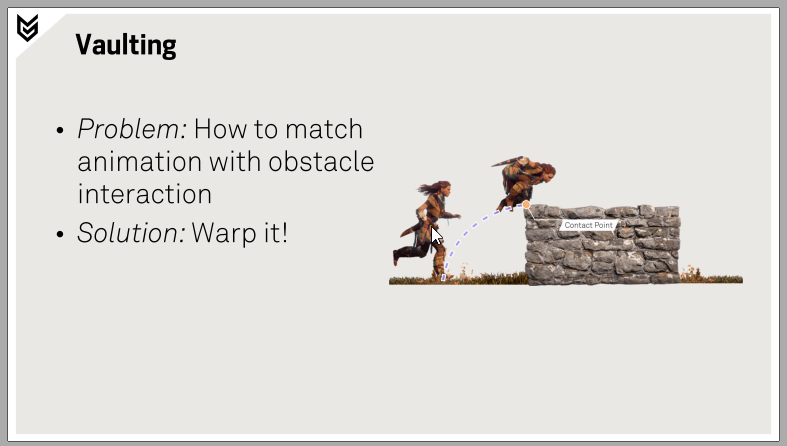 Vaulting
• Problem: How to match
animation with obstacle
interaction
• Solution: Warp it!
Contact Point